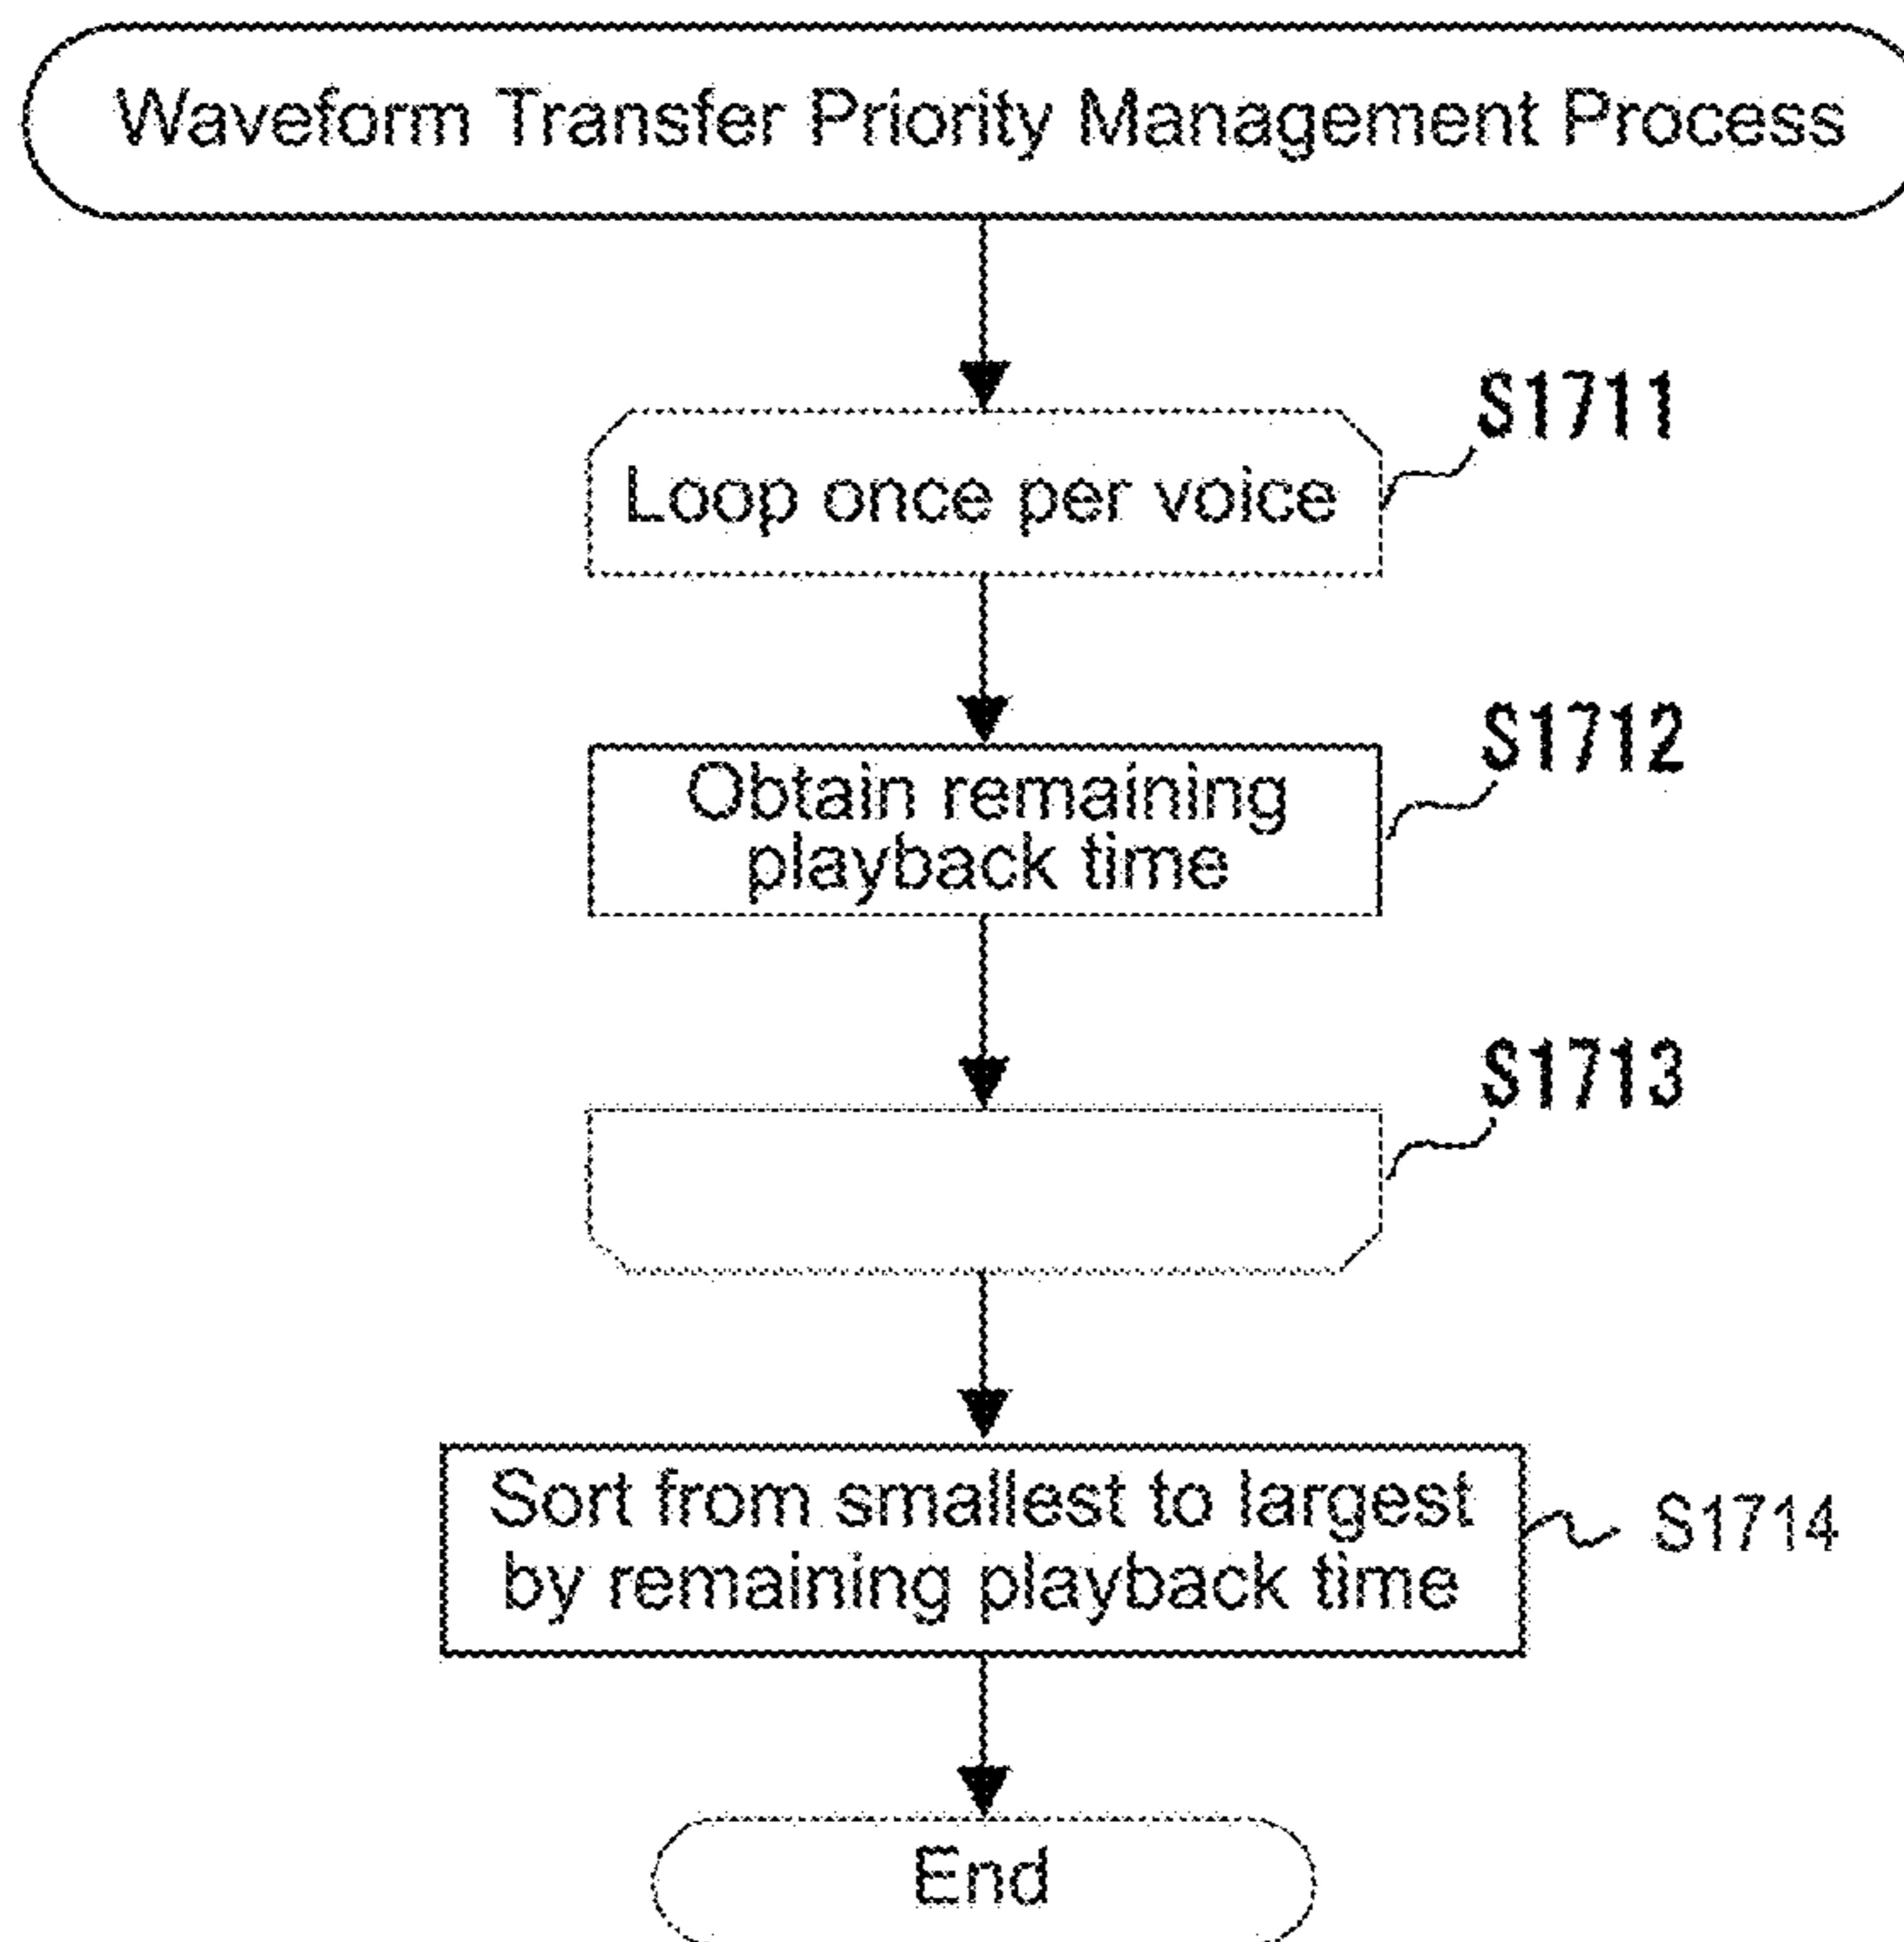 Waveform Transfer Priority Management Process
S1711
Loop once per voice
S1712
Obtain remaining
playback time
S1713
Sort from smallest to largest
by remaining playback time
S1714
End